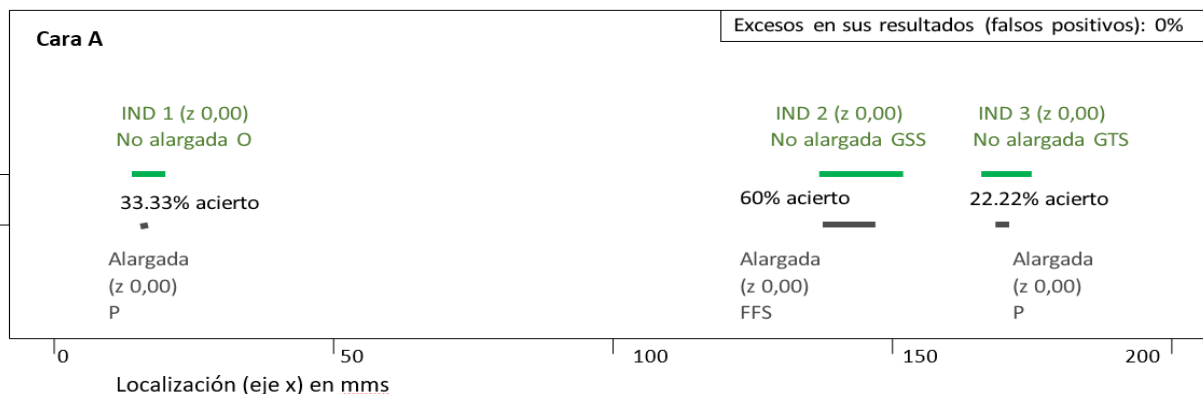 Cara A
Excesos en sus resultados (falsos positivos): 0%
IND 1 (z 0,00)
No alargada O
IND 2 (z 0,00)
No alargada GSS
IND 3 (z 0,00)
No alargada GTS
33.33% acierto
60% acierto
22.22% acierto
Alargada
(z 0,00)
P
Alargada
(z 0,00)
FFS
Alargada
(z 0,00)
P
0
50
100
150
200
Localización (eje x) en mms